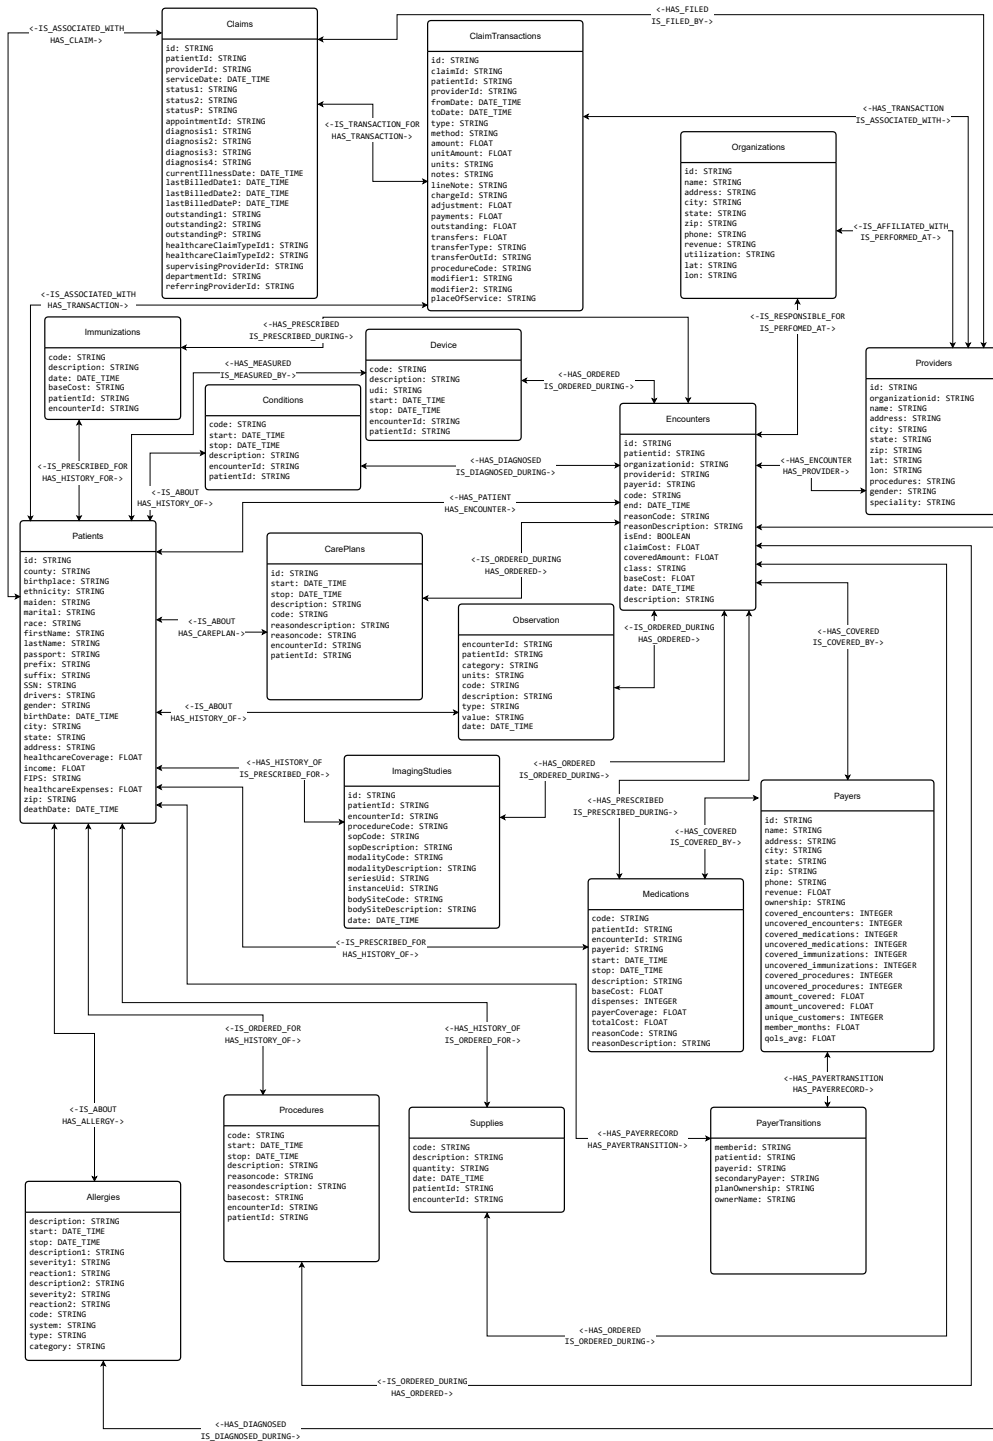 <-HAS_FILED
IS_FILED_BY->
<-IS_ASSOCIATED_WITH
HAS_CLAIM->
Claims
id: STRING
patientId: STRING
providerId: STRING
serviceDate: DATE_TIME
status1: STRING
status2: STRING
statusP: STRING
appointmentId: STRING
diagnosis1: STRING
diagnosis2: STRING
diagnosis3: STRING
diagnosis4: STRING
currentIllnessDate: DATE_TIME
lastBilledDate1: DATE_TIME
lastBilledDate2: DATE_TIME
lastBilledDateP: DATE_TIME
outstanding1: STRING
outstanding2: STRING
outstandingP: STRING
healthcareClaimTypeId1: STRING
healthcareClaimTypeId2: STRING
supervisingProviderId: STRING
departmentId: STRING
referringProviderId: STRING
<-IS_TRANSACTION_FOR
HAS_TRANSACTION->
ClaimTransactions
id: STRING
claimId: STRING
patientId: STRING
providerId: STRING
fromDate: DATE_TIME
toDate: DATE_TIME
type: STRING
method: STRING
amount: FLOAT
unitAmount: FLOAT
units: STRING
notes: STRING
lineNote: STRING
chargeId: STRING
adjustment: FLOAT
payments: FLOAT
outstanding: FLOAT
transfers: FLOAT
transferType: STRING
transferOutId: STRING
procedureCode: STRING
modifier1: STRING
modifier2: STRING
placeOfService: STRING
<-HAS_TRANSACTION
IS_ASSOCIATED_WITH->
Organizations
id: STRING
name: STRING
address: STRING
city: STRING
state: STRING
zip: STRING
phone: STRING
revenue: STRING
utilization: STRING
lat: STRING
lon: STRING
<-IS_AFFILIATED_WITH
IS_PERFORMED_AT->
<-IS_ASSOCIATED_WITH
HAS_TRANSACTION->
<-IS_RESPONSIBLE_FOR
IS_PERFOMED_AT->
Immunizations
code: STRING
description: STRING
date: DATE_TIME
baseCost: STRING
patientId: STRING
encounterId: STRING
<-HAS_PRESCRIBED
IS_PRESCRIBED_DURING->
<-HAS_MEASURED
IS_MEASURED_BY->
Device
code: STRING
description: STRING
udi: STRING
start: DATE_TIME
stop: DATE_TIME
encounterId: STRING
patientId: STRING
<-HAS_ORDERED
IS_ORDERED_DURING->
Providers
id: STRING
organizationid: STRING
name: STRING
address: STRING
city: STRING
state: STRING
zip: STRING
lat: STRING
lon: STRING
procedures: STRING
gender: STRING
speciality: STRING
Conditions
code: STRING
start: DATE_TIME
stop: DATE_TIME
description: STRING
encounterId: STRING
patientId: STRING
Encounters
id: STRING
patientid: STRING
organizationid: STRING
providerid: STRING
payerid: STRING
code: STRING
end: DATE_TIME
reasonCode: STRING
reasonDescription: STRING
isEnd: BOOLEAN
claimCost: FLOAT
coveredAmount: FLOAT
class: STRING
baseCost: FLOAT
date: DATE_TIME
description: STRING
<-HAS_ENCOUNTER
HAS_PROVIDER->
<-IS_PRESCRIBED_FOR
HAS_HISTORY_FOR->
<-HAS_DIAGNOSED
IS_DIAGNOSED_DURING->
<-IS_ABOUT
HAS_HISTORY_OF->
<-HAS_PATIENT
HAS_ENCOUNTER->
Patients
id: STRING
county: STRING
birthplace: STRING
ethnicity: STRING
maiden: STRING
marital: STRING
race: STRING
firstName: STRING
lastName: STRING
passport: STRING
prefix: STRING
suffix: STRING
SSN: STRING
drivers: STRING
gender: STRING
birthDate: DATE_TIME
city: STRING
state: STRING
address: STRING
healthcareCoverage: FLOAT
income: FLOAT
FIPS: STRING
healthcareExpenses: FLOAT
zip: STRING
deathDate: DATE_TIME
CarePlans
id: STRING
start: DATE_TIME
stop: DATE_TIME
description: STRING
code: STRING
reasondescription: STRING
reasoncode: STRING
encounterId: STRING
patientId: STRING
<-IS_ORDERED_DURING
HAS_ORDERED->
<-IS_ABOUT
HAS_CAREPLAN->
Observation
encounterId: STRING
patientId: STRING
category: STRING
units: STRING
code: STRING
description: STRING
type: STRING
value: STRING
date: DATE_TIME
<-IS_ORDERED_DURING
HAS_ORDERED->
<-HAS_COVERED
IS_COVERED_BY->
<-IS_ABOUT
HAS_HISTORY_OF->
<-HAS_HISTORY_OF
IS_PRESCRIBED_FOR->
ImagingStudies
id: STRING
patientId: STRING
encounterId: STRING
procedureCode: STRING
sopCode: STRING
sopDescription: STRING
modalityCode: STRING
modalityDescription: STRING
seriesUid: STRING
instanceUid: STRING
bodySiteCode: STRING
bodySiteDescription: STRING
date: DATE_TIME
<-HAS_ORDERED
IS_ORDERED_DURING->
<-HAS_PRESCRIBED
IS_PRESCRIBED_DURING->
<-HAS_COVERED
IS_COVERED_BY->
Payers
id: STRING
name: STRING
address: STRING
city: STRING
state: STRING
zip: STRING
phone: STRING
revenue: FLOAT
ownership: STRING
covered_encounters: INTEGER
uncovered_encounters: INTEGER
covered_medications: INTEGER
uncovered_medications: INTEGER
covered_immunizations: INTEGER
uncovered_immunizations: INTEGER
covered_procedures: INTEGER
uncovered_procedures: INTEGER
amount_covered: FLOAT
amount_uncovered: FLOAT
unique_customers: INTEGER
member_months: FLOAT
qols_avg: FLOAT
Medications
code: STRING
patientId: STRING
encounterId: STRING
payerid: STRING
start: DATE_TIME
stop: DATE_TIME
description: STRING
baseCost: FLOAT
dispenses: INTEGER
payerCoverage: FLOAT
totalCost: FLOAT
reasonCode: STRING
reasonDescription: STRING
<-IS_PRESCRIBED_FOR
HAS_HISTORY_OF->
<-IS_ORDERED_FOR
HAS_HISTORY_OF->
<-HAS_HISTORY_OF
IS_ORDERED_FOR->
<-HAS_PAYERTRANSITION
HAS_PAYERRECORD->
<-IS_ABOUT
HAS_ALLERGY->
Procedures
code: STRING
start: DATE_TIME
stop: DATE_TIME
description: STRING
reasoncode: STRING
reasondescription: STRING
basecost: STRING
encounterId: STRING
patientId: STRING
Supplies
code: STRING
description: STRING
quantity: STRING
date: DATE_TIME
patientId: STRING
encounterId: STRING
<-HAS_PAYERRECORD
HAS_PAYERTRANSITION->
PayerTransitions
memberid: STRING
patientid: STRING
payerid: STRING
secondaryPayer: STRING
planOwnership: STRING
ownerName: STRING
Allergies
description: STRING
start: DATE_TIME
stop: DATE_TIME
description1: STRING
severity1: STRING
reaction1: STRING
description2: STRING
severity2: STRING
reaction2: STRING
code: STRING
system: STRING
type: STRING
category: STRING
<-HAS_ORDERED
IS_ORDERED_DURING->
<-IS_ORDERED_DURING
HAS_ORDERED->
<-HAS_DIAGNOSED
IS_DIAGNOSED_DURING->